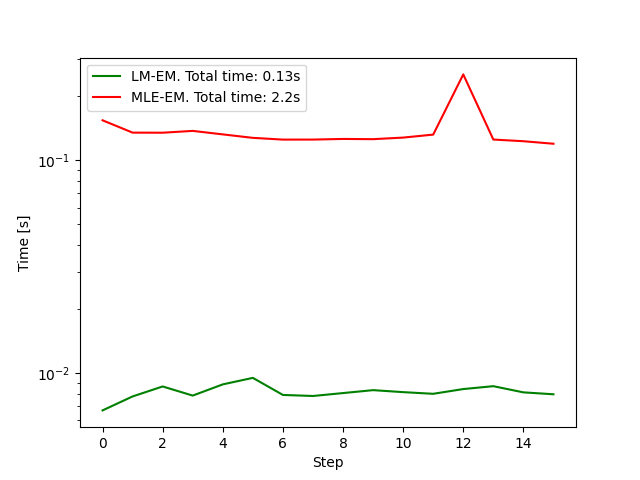 LM-EM. Total time: 0.13s
MLE-EM. Total time: 2.2s
10⁻¹
10⁻²
Time [s]
0 2 4 6 8 10 12 14
Step